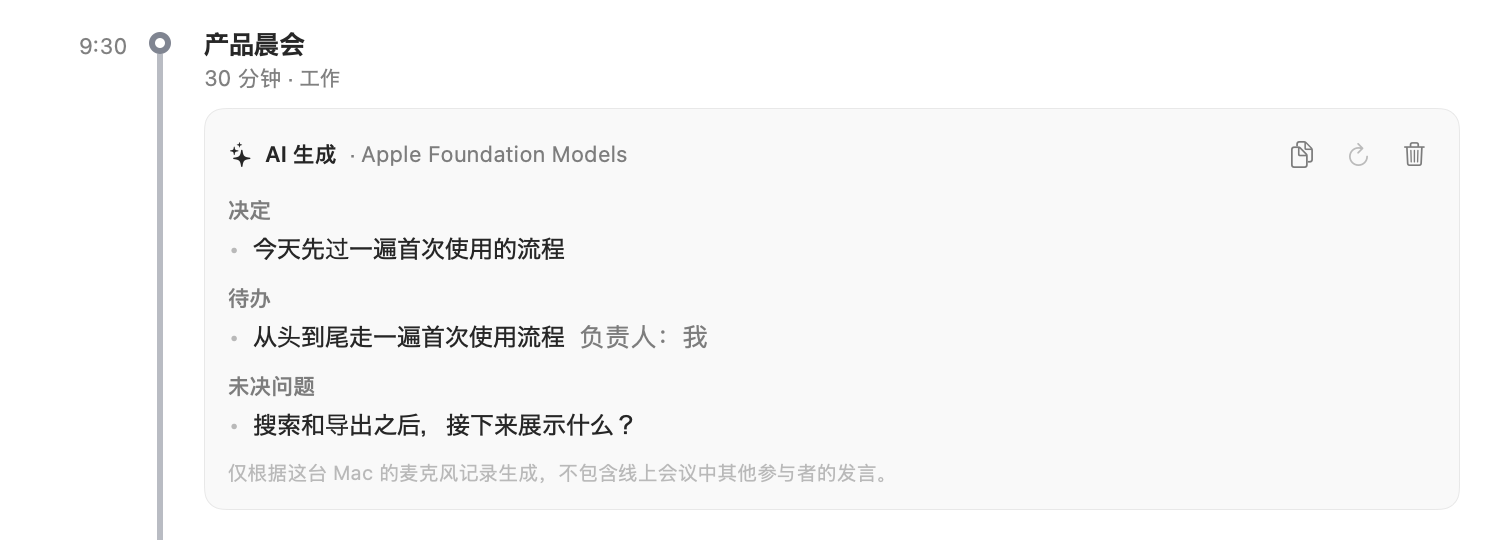 9:30 产品晨会
30 分钟 · 工作
AI 生成 · Apple Foundation Models
决定
• 今天先过一遍首次使用的流程
待办
• 从头到尾走一遍首次使用流程 负责人：我
未决问题
• 搜索和导出之后，接下来展示什么？
仅根据这台 Mac 的麦克风记录生成，不包含线上会议中其他参与者的发言。